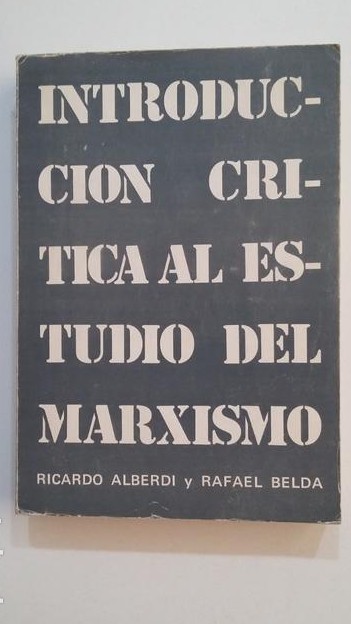 INTRODUC-
CION CRI-
TICA AL ES-
TUDIO DEL
MARXISMO
RICARDO ALBERDI y RAFAEL BELDA